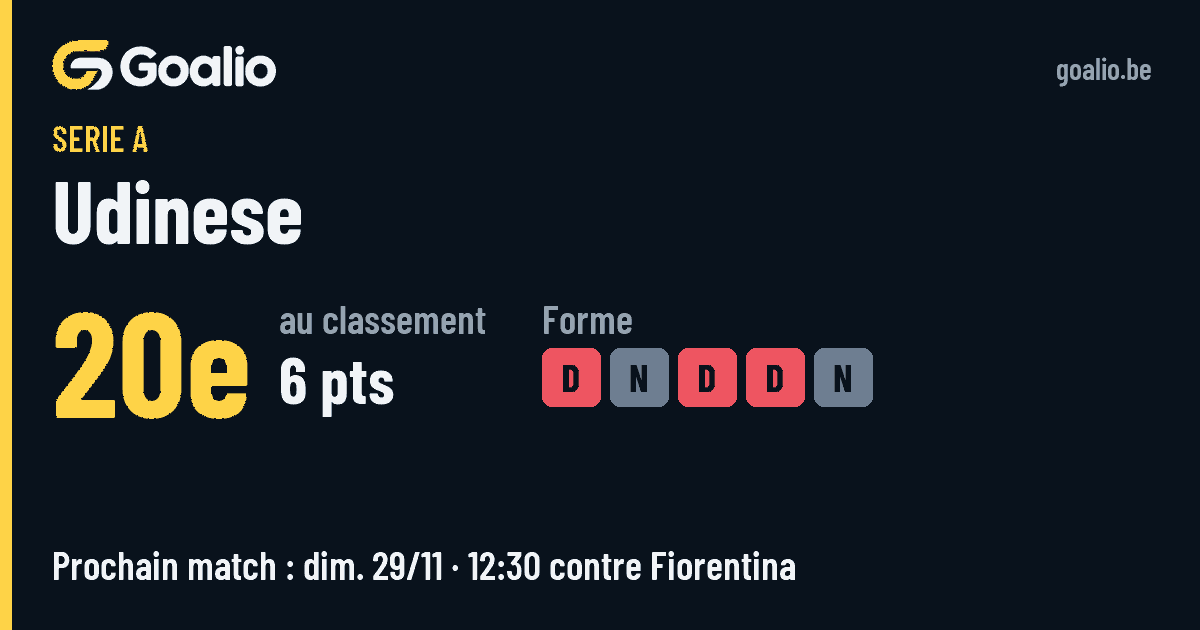 Goalio
goalio.be
SERIE A
Udinese
20e
au classement
6 pts
Forme
D N D D N
Prochain match : dim. 29/11 · 12:30 contre Fiorentina